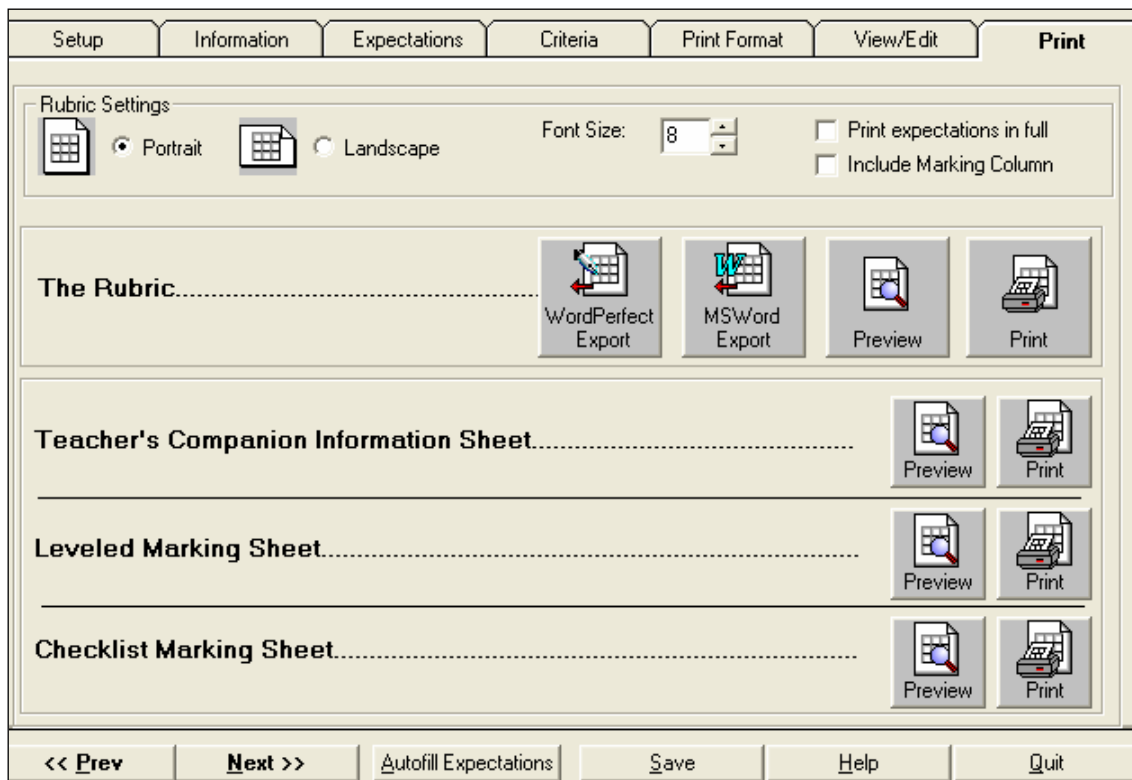 Setup Information Expectations Criteria Print Format View/Edit Print
Rubric Settings
Portrait Landscape Font Size: 8 Print expectations in full
Include Marking Column
The Rubric................................................ WordPerfect Export MSWord Export Preview Print
Teacher's Companion Information Sheet................................................ Preview Print
Leveled Marking Sheet................................................ Preview Print
Checklist Marking Sheet................................................ Preview Print
<< Prev Next >> Autofill Expectations Save Help Quit